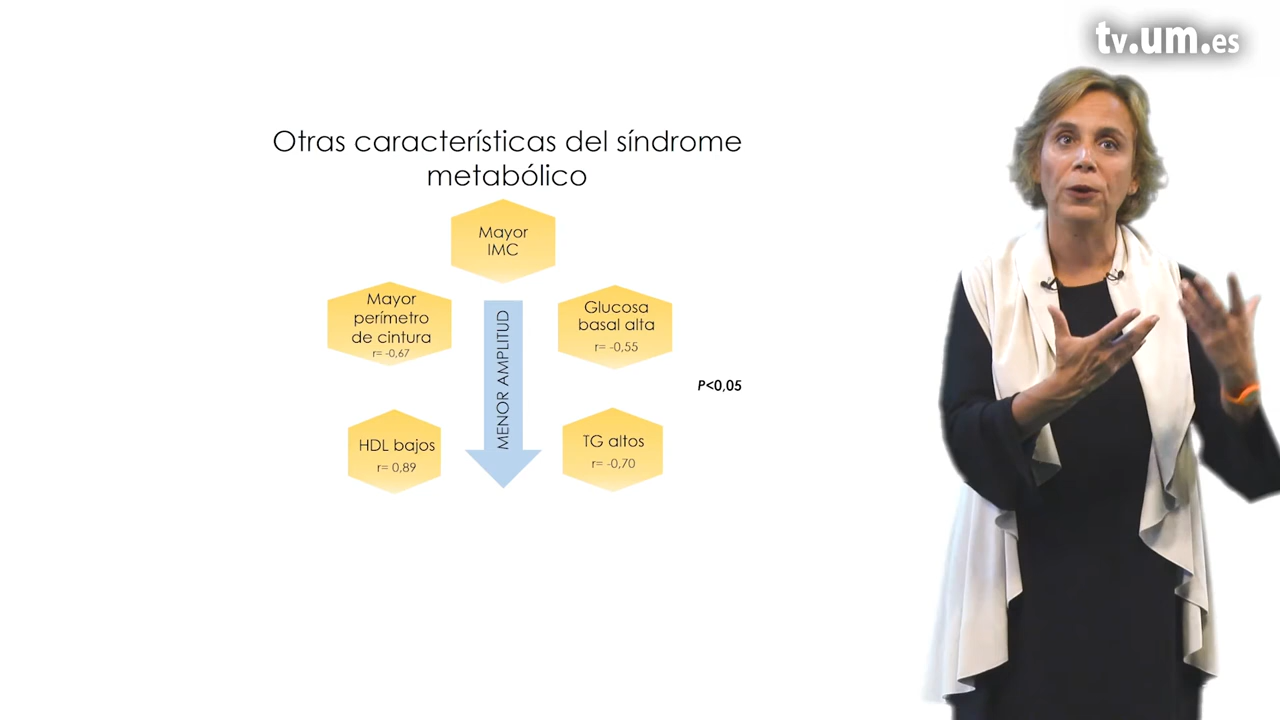 tv.um.es
Otras características del síndrome
metabólico
Mayor
IMC
Mayor
perímetro
de cintura
r= -0,67
MENOR AMPLITUD
Glucosa
basal alta
r= -0,55
P<0,05
HDL bajos
r= 0,89
TG altos
r= -0,70